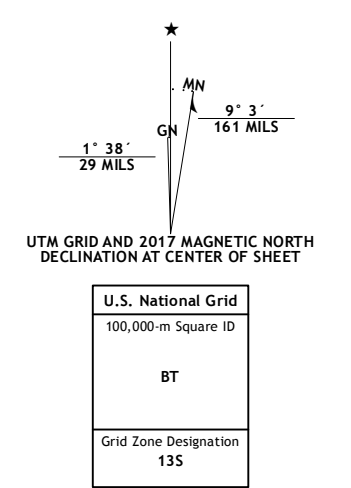 MN
9° 3´
161 MILS
GN
1° 38´
29 MILS
UTM GRID AND 2017 MAGNETIC NORTH
DECLINATION AT CENTER OF SHEET
U.S. National Grid
100,000-m Square ID
BT
Grid Zone Designation
13S